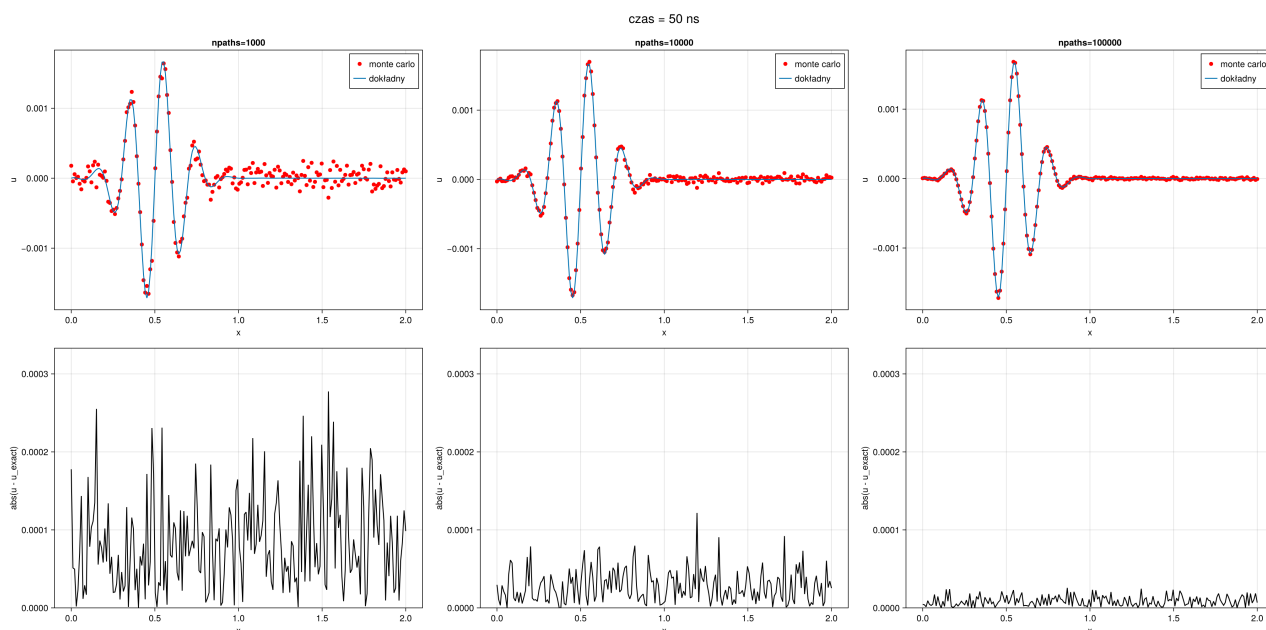 czas = 50 ns
npaths=1000
monte carlo
dokładny
u
0.001
0.000
−0.001
0.0 0.5 1.0 1.5 2.0
x
npaths=10000
monte carlo
dokładny
u
0.001
0.000
−0.001
0.0 0.5 1.0 1.5 2.0
x
npaths=100000
monte carlo
dokładny
u
0.001
0.000
−0.001
0.0 0.5 1.0 1.5 2.0
x
abs(u - u_exact)
0.0003
0.0002
0.0001
0.0000
0.0 0.5 1.0 1.5 2.0
abs(u - u_exact)
0.0003
0.0002
0.0001
0.0000
0.0 0.5 1.0 1.5 2.0
abs(u - u_exact)
0.0003
0.0002
0.0001
0.0000
0.0 0.5 1.0 1.5 2.0